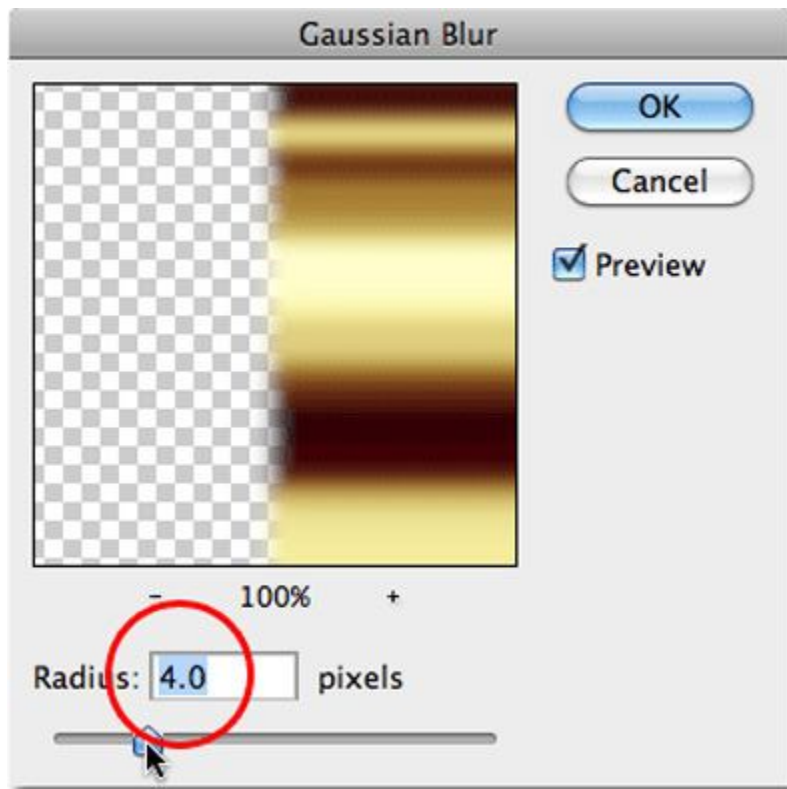 Gaussian Blur
OK
Cancel
Preview
- 100% +
Radius: 4.0 pixels